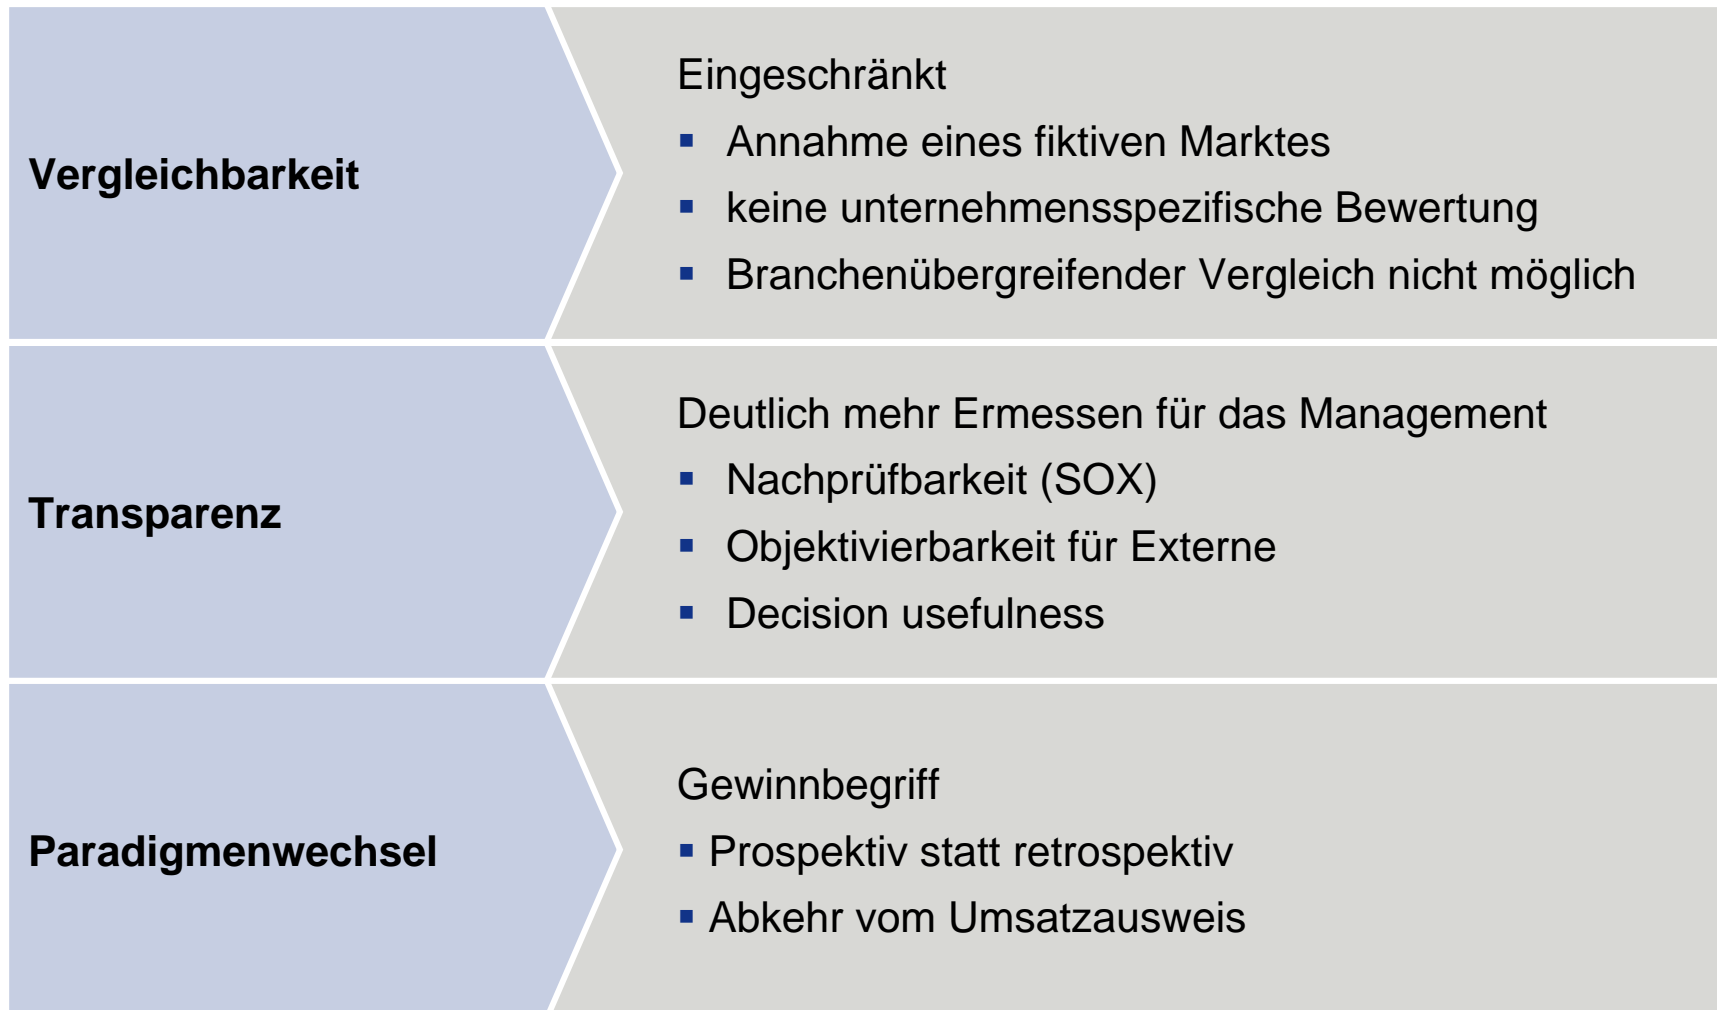 Vergleichbarkeit
Eingeschränkt
▪ Annahme eines fiktiven Marktes
▪ keine unternehmensspezifische Bewertung
▪ Branchenübergreifender Vergleich nicht möglich
Transparenz
Deutlich mehr Ermessen für das Management
▪ Nachprüfbarkeit (SOX)
▪ Objektivierbarkeit für Externe
▪ Decision usefulness
Paradigmenwechsel
Gewinnbegriff
▪ Prospektiv statt retrospektiv
▪ Abkehr vom Umsatzausweis